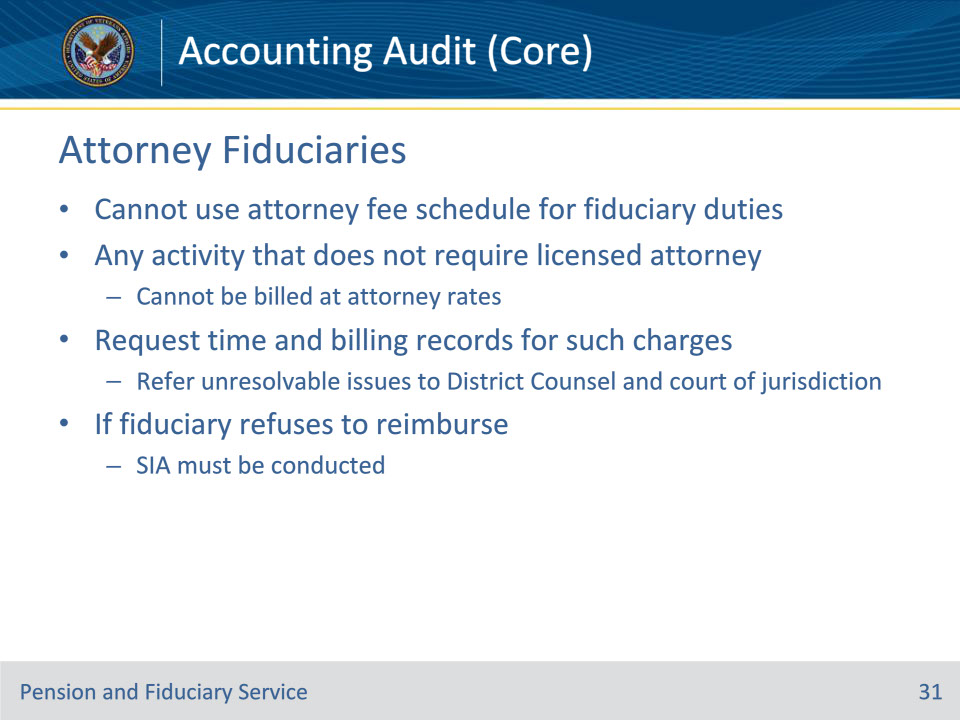 Accounting Audit (Core)
Attorney Fiduciaries
• Cannot use attorney fee schedule for fiduciary duties
• Any activity that does not require licensed attorney
– Cannot be billed at attorney rates
• Request time and billing records for such charges
– Refer unresolvable issues to District Counsel and court of jurisdiction
• If fiduciary refuses to reimburse
– SIA must be conducted
Pension and Fiduciary Service
31